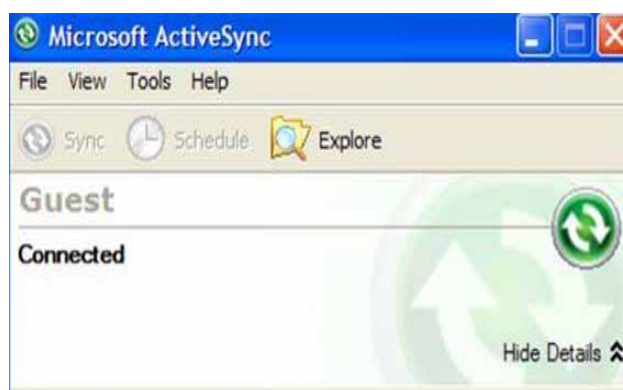 Microsoft ActiveSync
File View Tools Help
Sync Schedule Explore
Guest
Connected
Hide Details